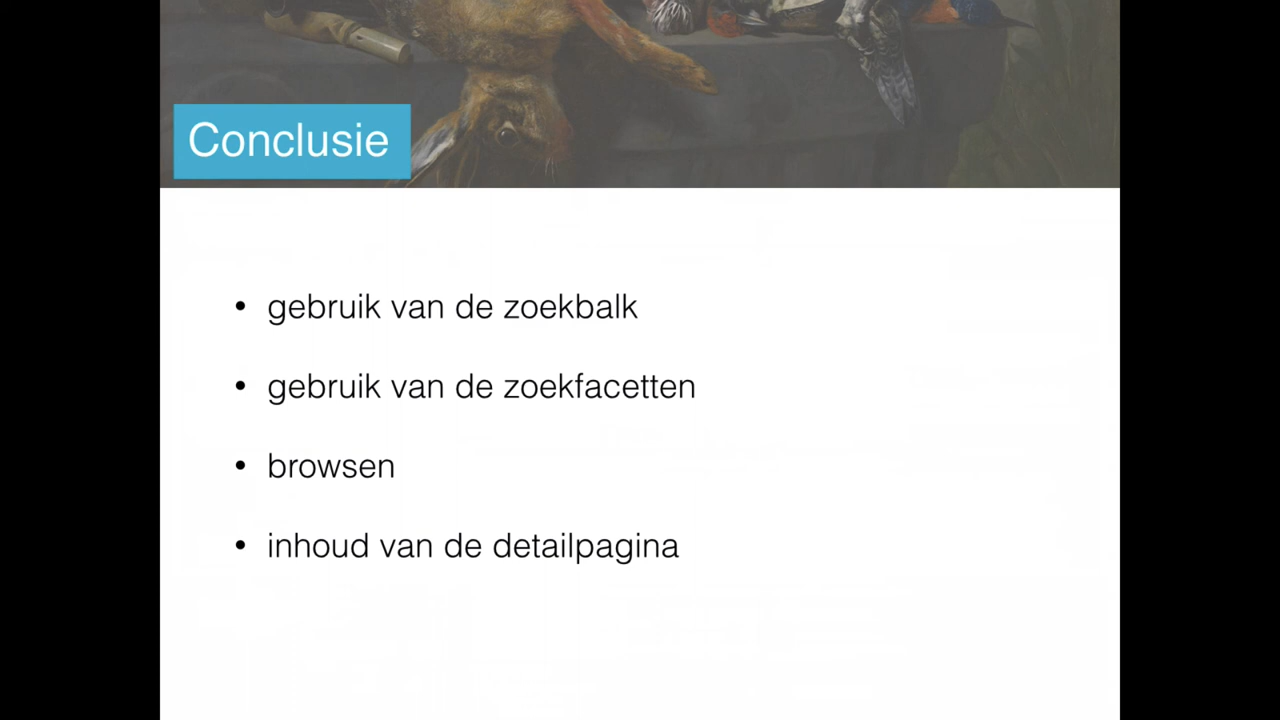 Conclusie
• gebruik van de zoekbalk
• gebruik van de zoekfacetten
• browsen
• inhoud van de detailpagina